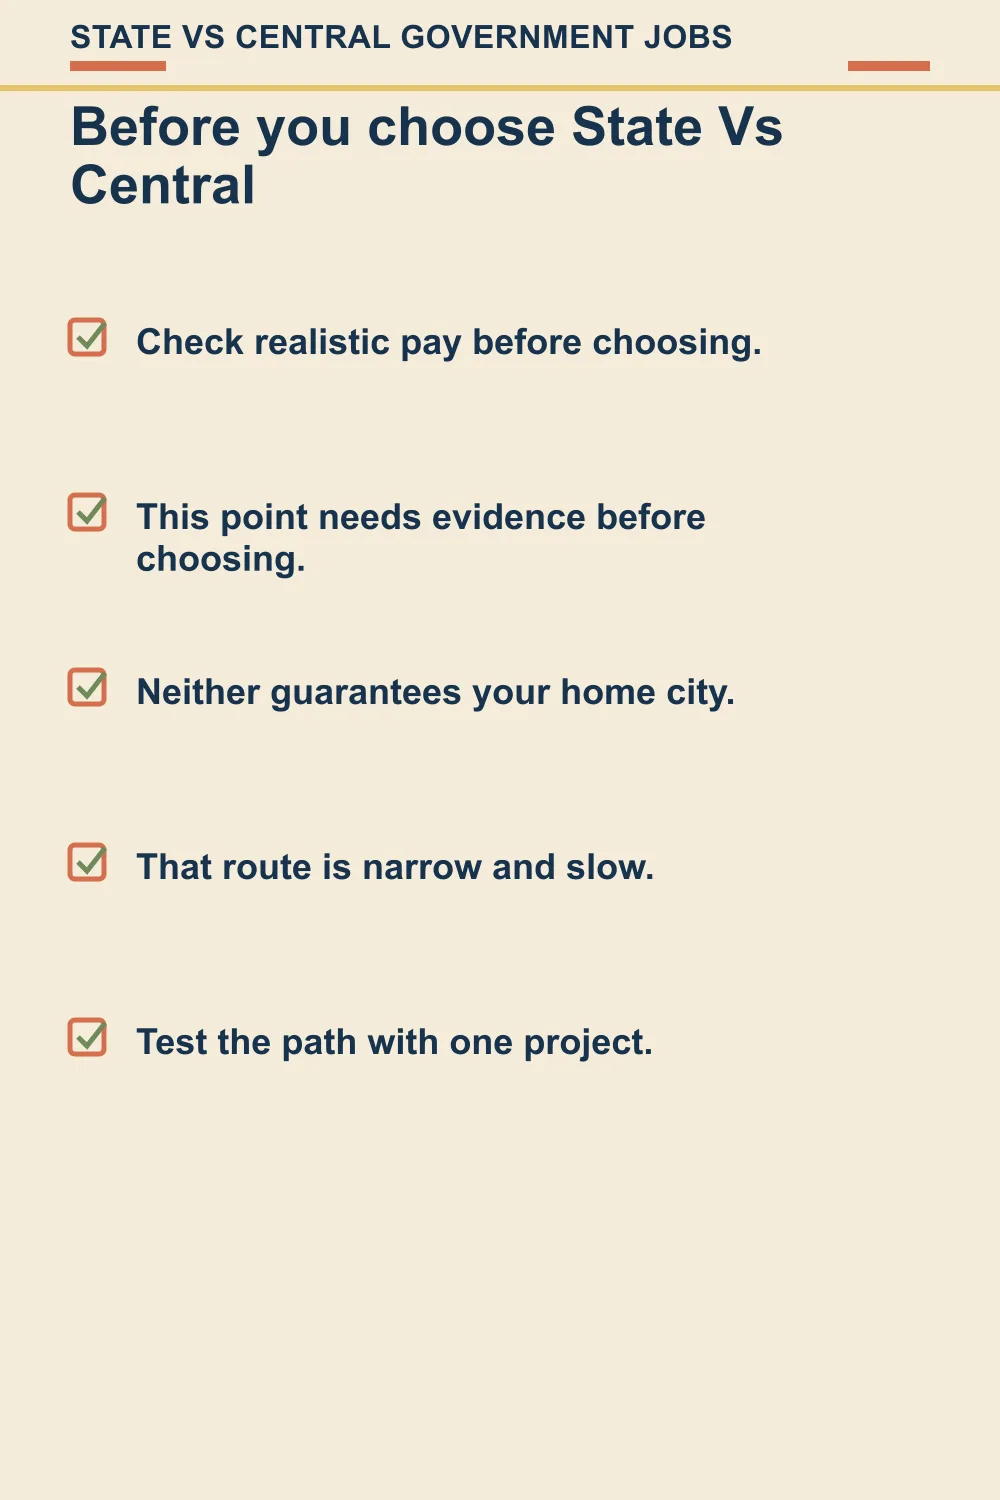 STATE VS CENTRAL GOVERNMENT JOBS
Before you choose State Vs
Central
Check realistic pay before choosing.
This point needs evidence before
choosing.
Neither guarantees your home city.
That route is narrow and slow.
Test the path with one project.